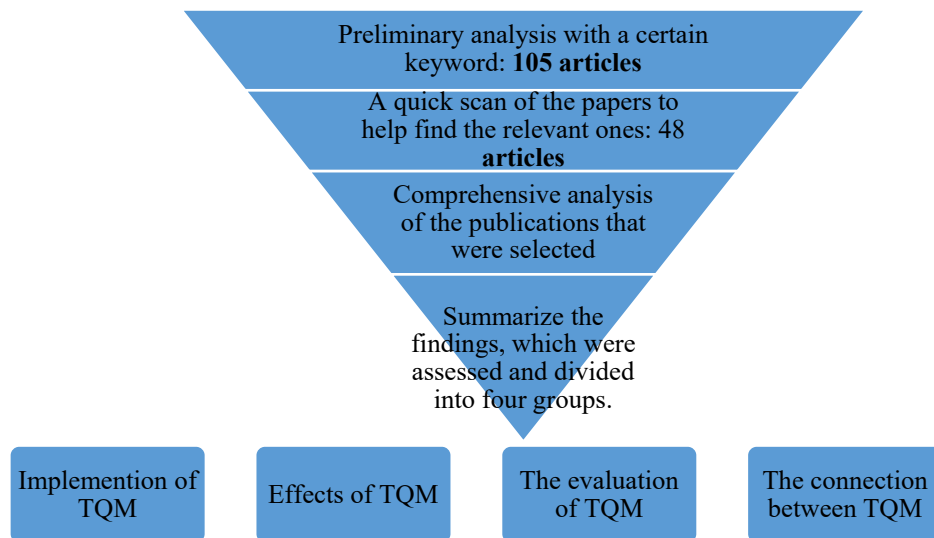 Preliminary analysis with a certain
keyword: 105 articles
A quick scan of the papers to
help find the relevant ones: 48
articles
Comprehensive analysis
of the publications that
were selected
Summarize the
findings, which were
assessed and divided
into four groups.
Implemention of
TQM
Effects of TQM
The evaluation
of TQM
The connection
between TQM